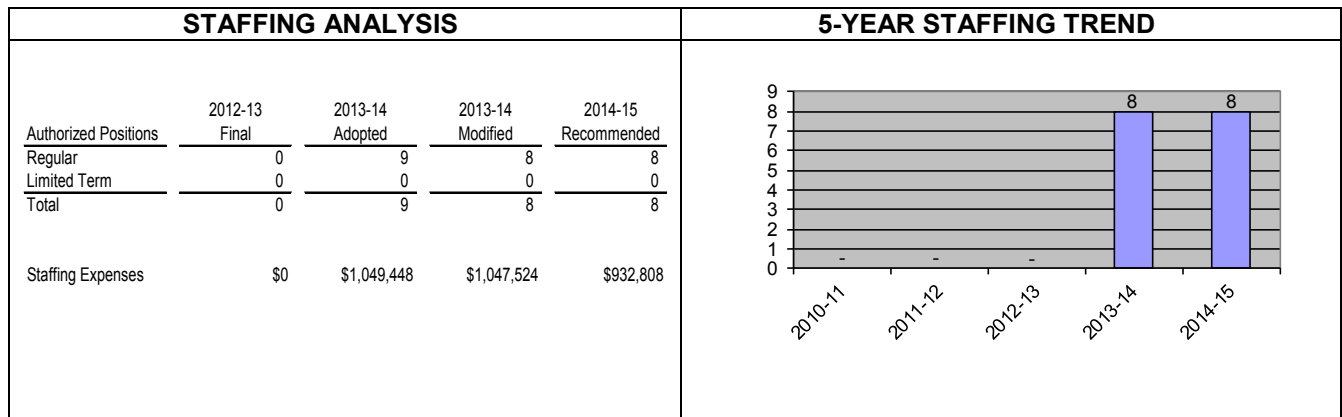 STAFFING ANALYSIS
5-YEAR STAFFING TREND
2012-13 2013-14 2013-14 2014-15
Authorized Positions Final Adopted Modified Recommended
Regular 0 9 8 8
Limited Term 0 0 0 0
Total 0 9 8 8
Staffing Expenses $0 $1,049,448 $1,047,524 $932,808
9
8
7
6
5
4
3
2
1
0
- - - 8 8
2010-11 2011-12 2012-13 2013-14 2014-15